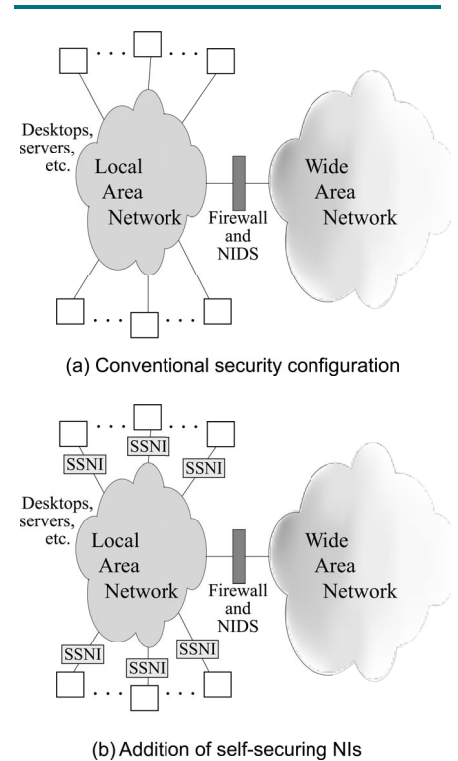 Desktops,
servers,
etc.
Local
Area
Network
Firewall
and
NIDS
Wide
Area
Network
(a) Conventional security configuration
SSNI
SSNI
SSNI
Desktops,
servers,
etc.
Local
Area
Network
Firewall
and
NIDS
Wide
Area
Network
SSNI
SSNI
SSNI
(b) Addition of self-securing NIs